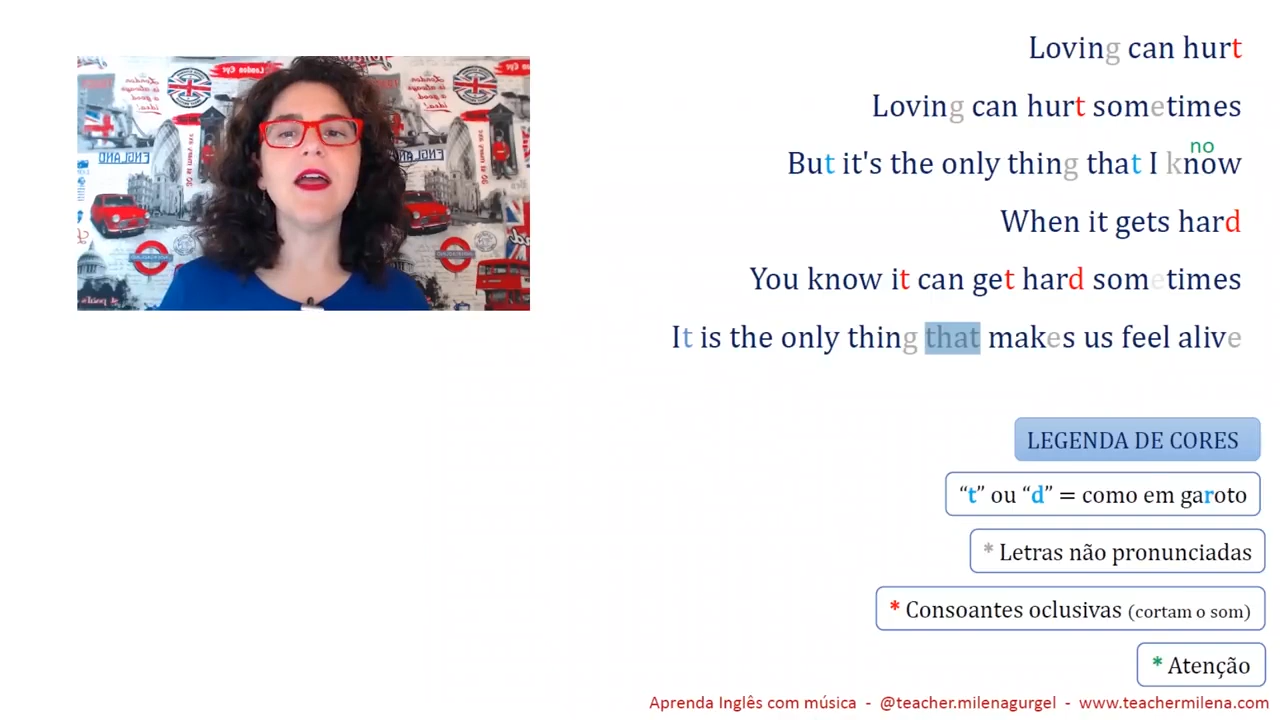 Loving can hurt
Loving can hurt sometimes
no
But it's the only thing that I know
When it gets hard
You know it can get hard sometimes
It is the only thing that makes us feel alive
LEGENDA DE CORES
“t” ou “d” = como em garoto
* Letras não pronunciadas
* Consoantes oclusivas (cortam o som)
* Atenção
Aprenda Inglês com música - @teacher.milenagurgel - www.teachermilena.com
ENGLAND